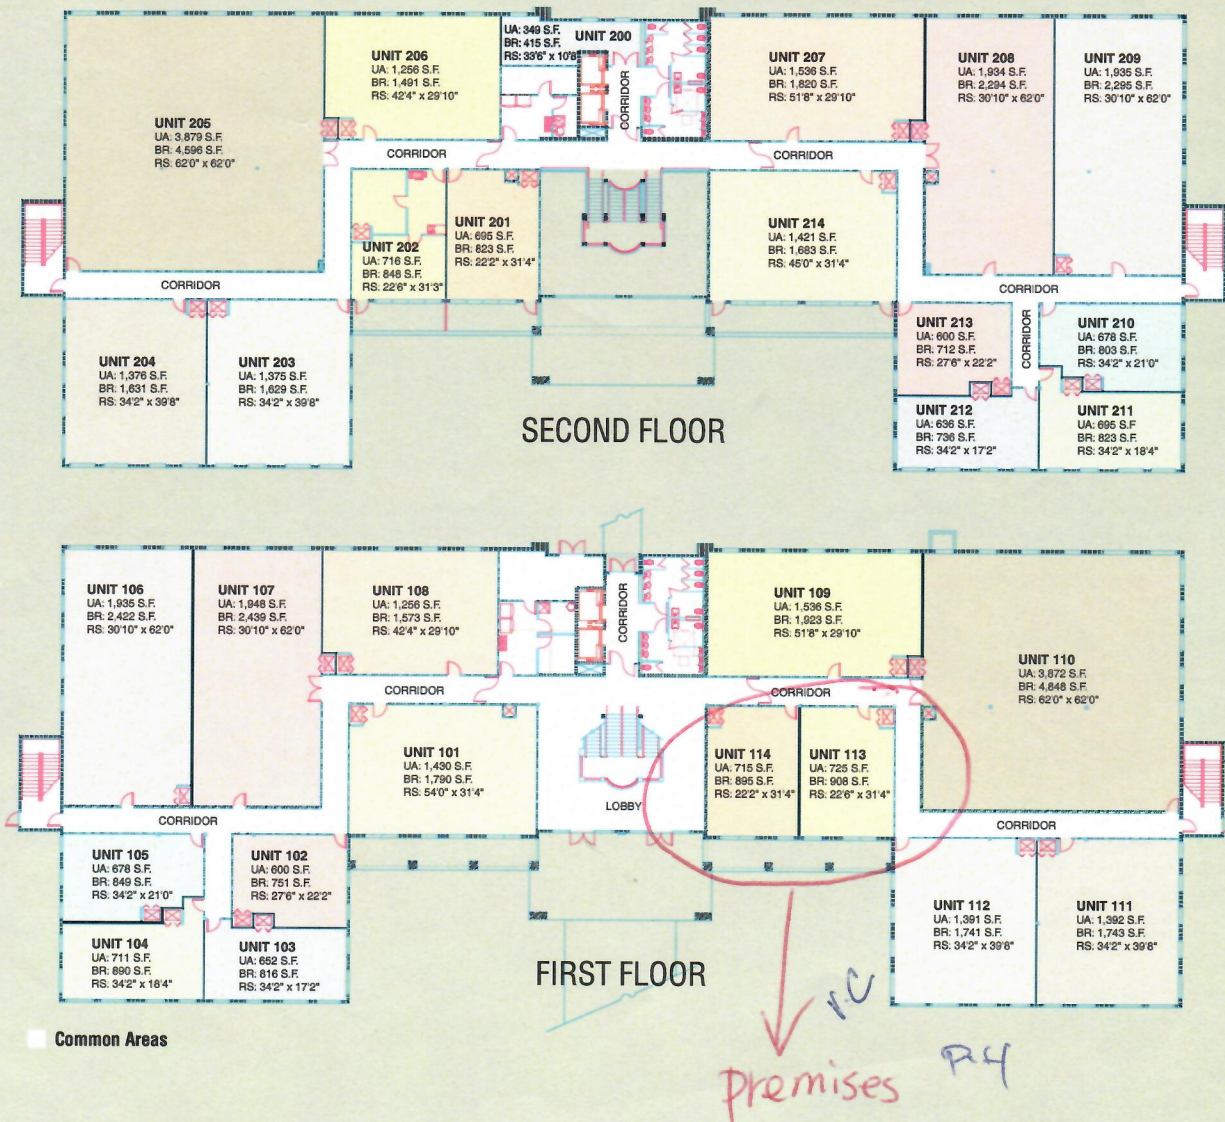 UNIT 205
UA: 3,879 S.F.
BR: 4,596 S.F.
RS: 62'0" x 62'0"
UNIT 206
UA: 1,256 S.F.
BR: 1,491 S.F.
RS: 42'4" x 29'10"
UNIT 200
UA: 349 S.F.
BR: 415 S.F.
RS: 33'6" x 10'8
CORRIDOR
UNIT 207
UA: 1,536 S.F.
BR: 1,820 S.F.
RS: 51'8" x 29'10"
UNIT 208
UA: 1,934 S.F.
BR: 2,294 S.F.
RS: 30'10" x 62'0"
UNIT 209
UA: 1,935 S.F.
BR: 2,295 S.F.
RS: 30'10" x 62'0"
CORRIDOR
CORRIDOR
UNIT 202
UA: 716 S.F.
BR: 848 S.F.
RS: 22'6" x 31'3"
UNIT 201
UA: 695 S.F.
BR: 823 S.F.
RS: 22'2" x 31'4"
UNIT 214
UA: 1,421 S.F.
BR: 1,683 S.F.
RS: 45'0" x 31'4"
CORRIDOR
CORRIDOR
UNIT 204
UA: 1,376 S.F.
BR: 1,631 S.F.
RS: 34'2" x 39'8"
UNIT 203
UA: 1,375 S.F.
BR: 1,629 S.F.
RS: 34'2" x 39'8"
UNIT 213
UA: 600 S.F.
BR: 712 S.F.
RS: 27'6" x 22'2"
CORRIDOR
UNIT 210
UA: 678 S.F.
BR: 803 S.F.
RS: 34'2" x 21'0"
UNIT 212
UA: 636 S.F.
BR: 736 S.F.
RS: 34'2" x 17'2"
UNIT 211
UA: 695 S.F
BR: 823 S.F.
RS: 34'2" x 18'4"
SECOND FLOOR
UNIT 106
UA: 1,935 S.F.
BR: 2,422 S.F.
RS: 30'10" x 62'0"
UNIT 107
UA: 1,948 S.F.
BR: 2,439 S.F.
RS: 30'10" x 62'0"
UNIT 108
UA: 1,256 S.F.
BR: 1,573 S.F.
RS: 42'4" x 29'10"
CORRIDOR
UNIT 109
UA: 1,536 S.F.
BR: 1,923 S.F.
RS: 51'8" x 29'10"
UNIT 110
UA: 3,872 S.F.
BR: 4,848 S.F.
RS: 62'0" x 62'0"
CORRIDOR
CORRIDOR
UNIT 101
UA: 1,430 S.F.
BR: 1,790 S.F.
RS: 54'0" x 31'4"
LOBBY
UNIT 114
UA: 715 S.F.
BR: 895 S.F.
RS: 22'2" x 31'4"
UNIT 113
UA: 725 S.F.
BR: 908 S.F.
RS: 22'6" x 31'4"
CORRIDOR
CORRIDOR
UNIT 105
UA: 678 S.F.
BR: 849 S.F.
RS: 34'2" x 21'0"
UNIT 102
UA: 600 S.F.
BR: 751 S.F.
RS: 27'6" x 22'2"
UNIT 104
UA: 711 S.F.
BR: 890 S.F.
RS: 34'2" x 18'4"
UNIT 103
UA: 652 S.F.
BR: 816 S.F.
RS: 34'2" x 17'2"
UNIT 112
UA: 1,391 S.F.
BR: 1,741 S.F.
RS: 34'2" x 39'8"
UNIT 111
UA: 1,392 S.F.
BR: 1,743 S.F.
RS: 34'2" x 39'8"
FIRST FLOOR
Common Areas
premises